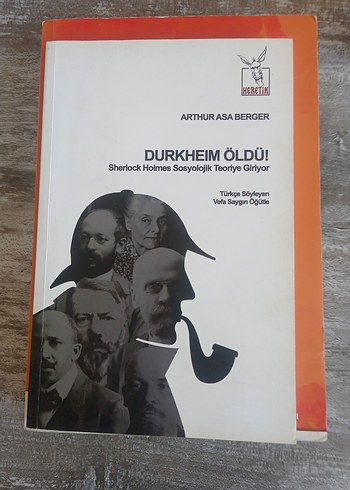 HERETİK
ARTHUR ASA BERGER
DURKHEIM ÖLDÜ!
Sherlock Holmes Sosyolojik Teoriye Giriyor
Türkçe Söyleyen
Vefa Saygın Öğütle